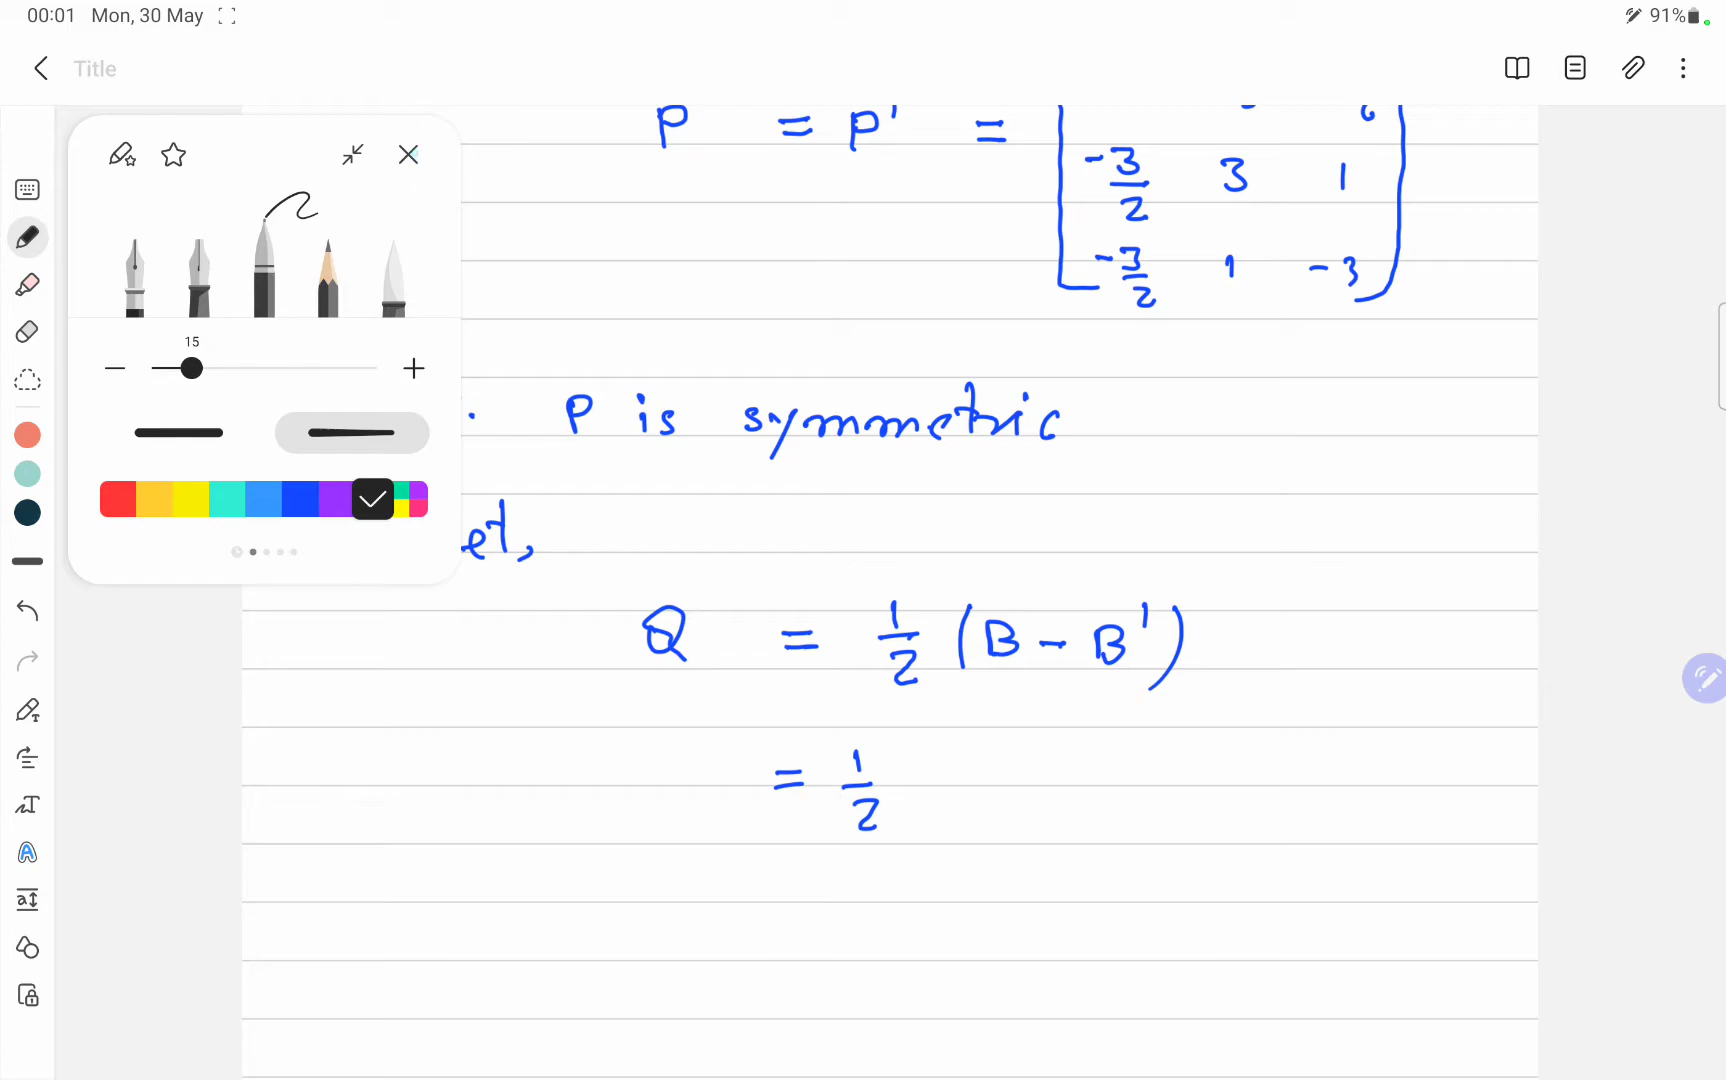 00:01 Mon, 30 May 91%
Title
P = P' =
-3/2 3 1
-3/2 1 -3
15
. P is symmetric
et,
Q = 1/2 (B - B')
= 1/2